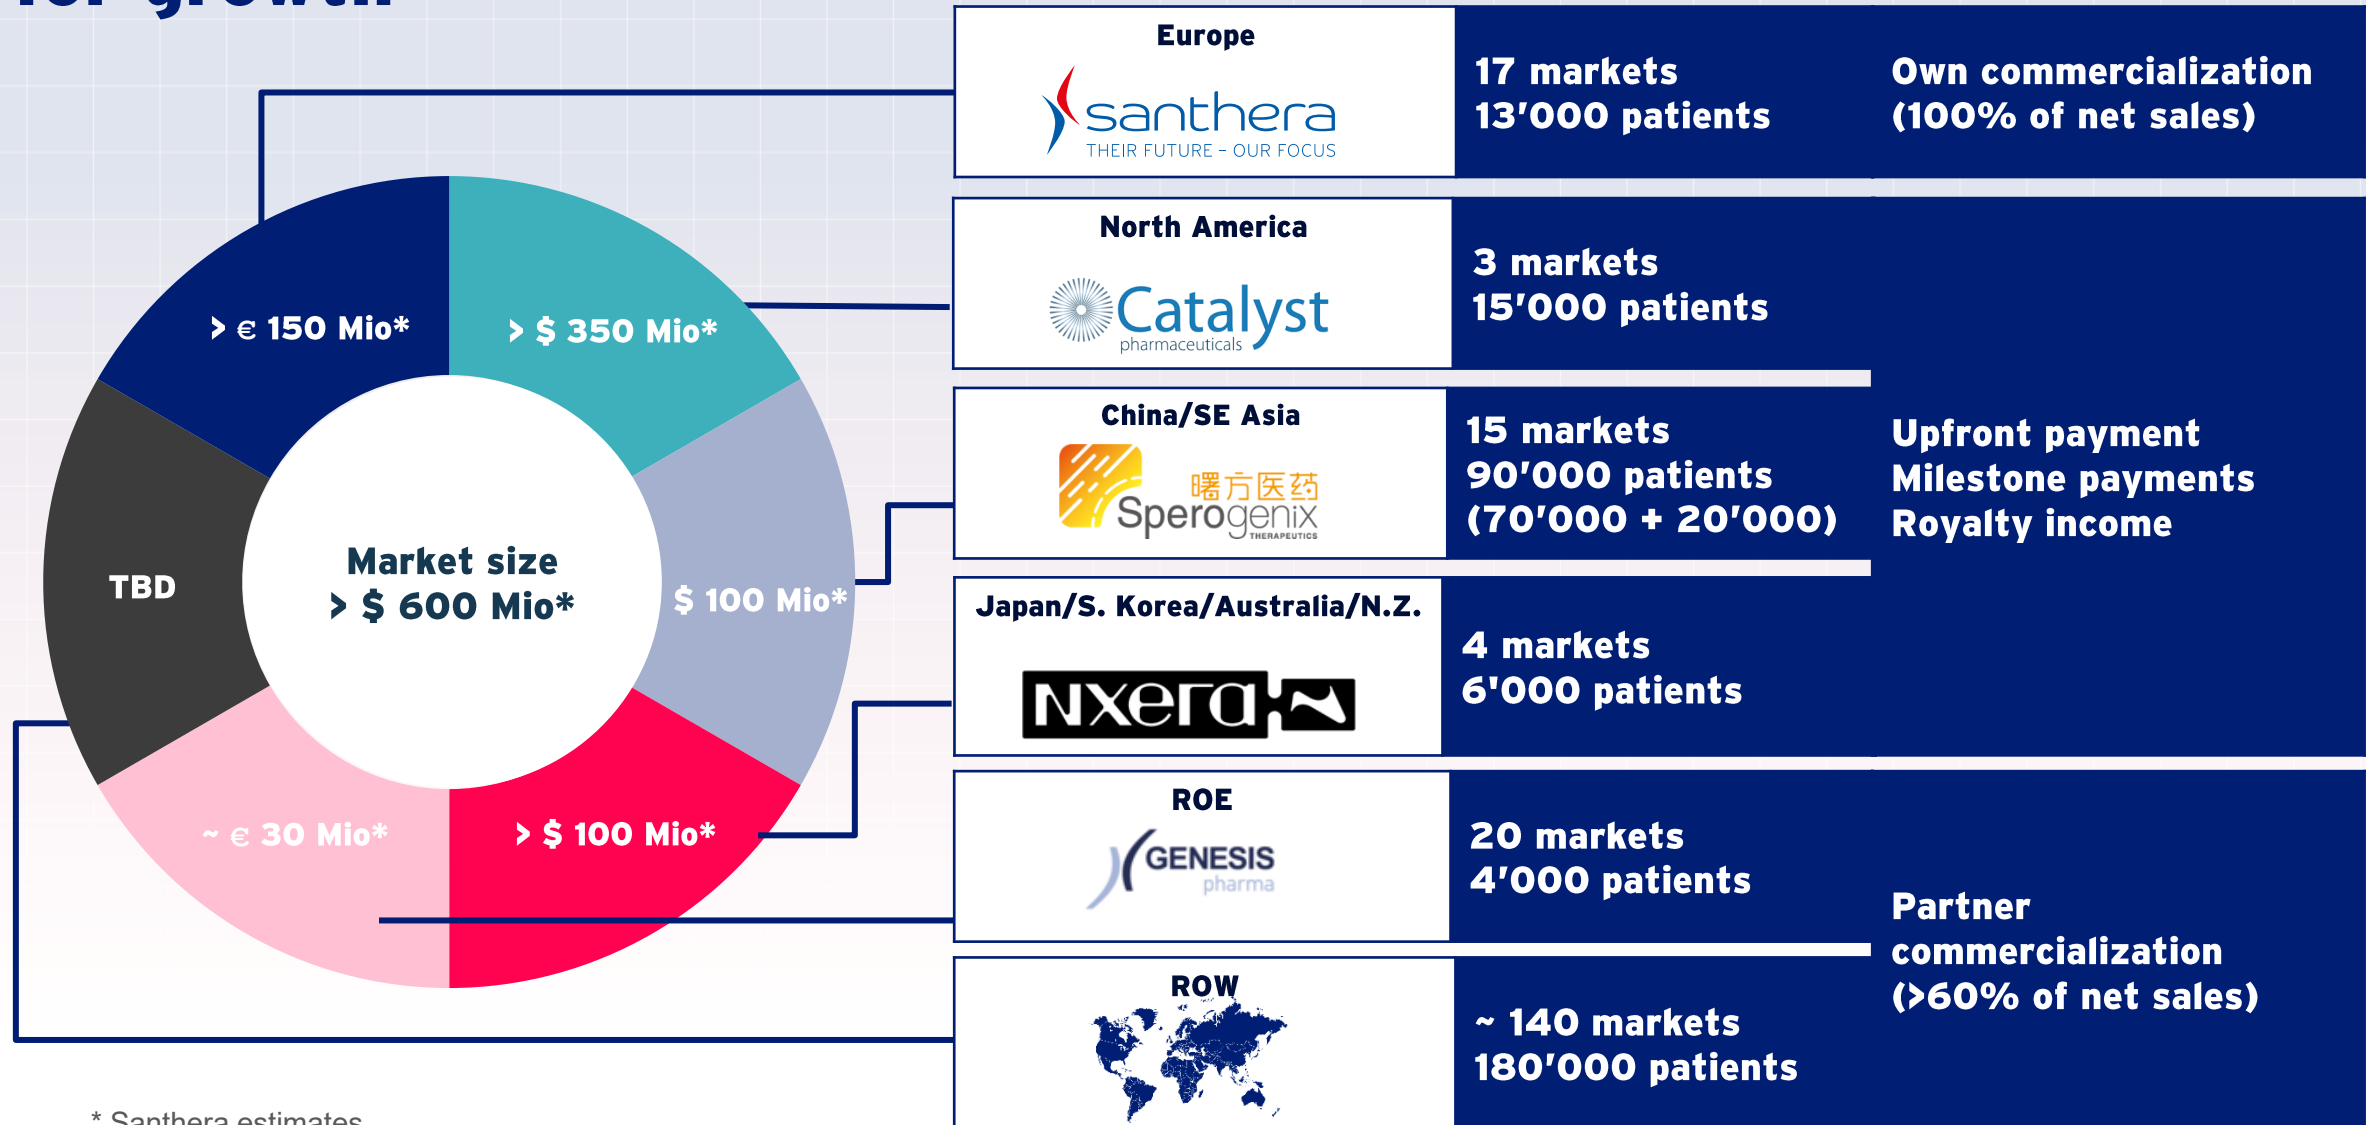 for growth
Europe
santhera
THEIR FUTURE – OUR FOCUS
17 markets
13’000 patients
Own commercialization
(100% of net sales)
North America
Catalyst
pharmaceuticals
3 markets
15’000 patients
China/SE Asia
曙方医药
Sperogenix
THERAPEUTICS
15 markets
90’000 patients
(70’000 + 20’000)
Upfront payment
Milestone payments
Royalty income
Japan/S. Korea/Australia/N.Z.
Nxera
4 markets
6'000 patients
ROE
GENESIS
pharma
20 markets
4’000 patients
Partner
commercialization
(>60% of net sales)
ROW
~ 140 markets
180’000 patients
> € 150 Mio*
> $ 350 Mio*
TBD
Market size
> $ 600 Mio*
$ 100 Mio*
~ € 30 Mio*
> $ 100 Mio*
* Santhera estimates